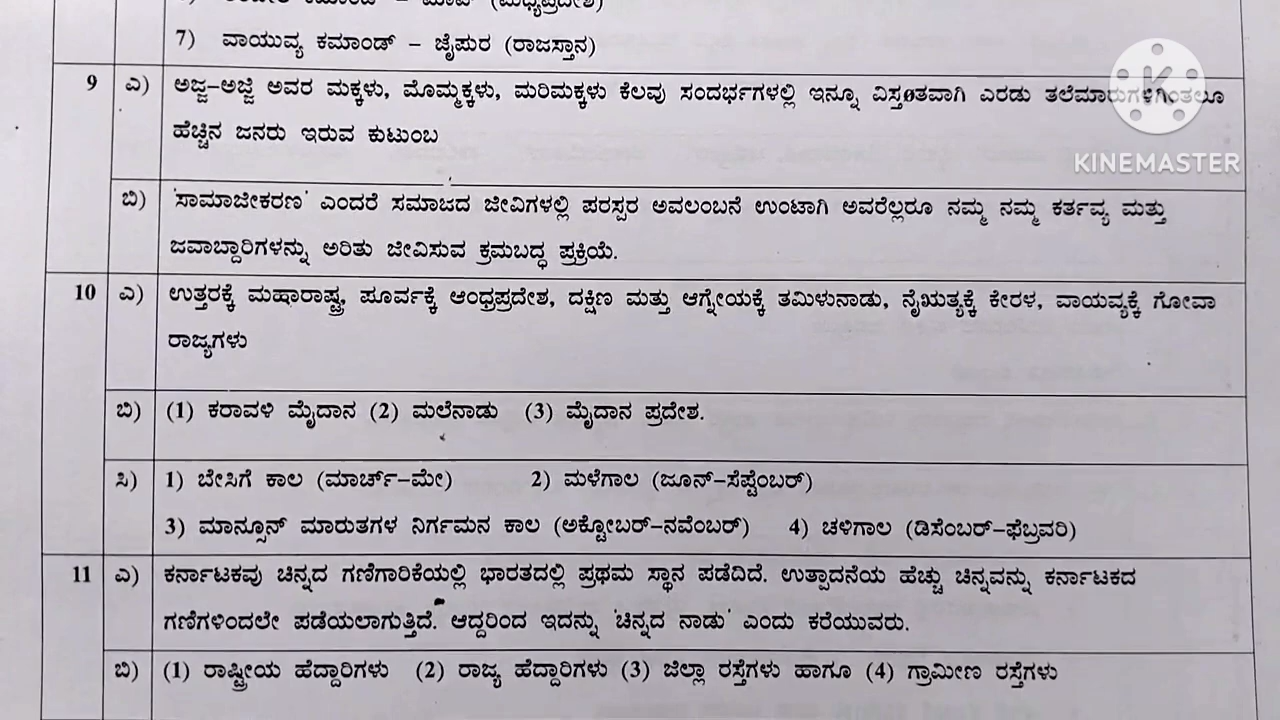 7) ವಾಯುವ್ಯ ಕಮಾಂಡ್ – ಜೈಪುರ (ರಾಜಸ್ತಾನ)
9 ಎ) ಅಜ್ಜ–ಅಜ್ಜಿ ಅವರ ಮಕ್ಕಳು, ಮೊಮ್ಮಕ್ಕಳು, ಮರಿಮಕ್ಕಳು ಕೆಲವು ಸಂದರ್ಭಗಳಲ್ಲಿ ಇನ್ನೂ ವಿಸ್ತøತವಾಗಿ ಎರಡು ತಲೆಮಾರುಗಳಿಗಿಂತಲೂ
ಹೆಚ್ಚಿನ ಜನರು ಇರುವ ಕುಟುಂಬ
ಬಿ) 'ಸಾಮಾಜೀಕರಣ' ಎಂದರೆ ಸಮಾಜದ ಜೀವಿಗಳಲ್ಲಿ ಪರಸ್ಪರ ಅವಲಂಬನೆ ಉಂಟಾಗಿ ಅವರೆಲ್ಲರೂ ನಮ್ಮ ನಮ್ಮ ಕರ್ತವ್ಯ ಮತ್ತು
ಜವಾಬ್ದಾರಿಗಳನ್ನು ಅರಿತು ಜೀವಿಸುವ ಕ್ರಮಬದ್ಧ ಪ್ರಕ್ರಿಯೆ.
10 ಎ) ಉತ್ತರಕ್ಕೆ ಮಹಾರಾಷ್ಟ್ರ, ಪೂರ್ವಕ್ಕೆ ಆಂಧ್ರಪ್ರದೇಶ, ದಕ್ಷಿಣ ಮತ್ತು ಆಗ್ನೇಯಕ್ಕೆ ತಮಿಳುನಾಡು, ನೈಋತ್ಯಕ್ಕೆ ಕೇರಳ, ವಾಯವ್ಯಕ್ಕೆ ಗೋವಾ
ರಾಜ್ಯಗಳು
ಬಿ) (1) ಕರಾವಳಿ ಮೈದಾನ (2) ಮಲೆನಾಡು (3) ಮೈದಾನ ಪ್ರದೇಶ.
ಸಿ) 1) ಬೇಸಿಗೆ ಕಾಲ (ಮಾರ್ಚ್–ಮೇ) 2) ಮಳೆಗಾಲ (ಜೂನ್–ಸೆಪ್ಟೆಂಬರ್)
3) ಮಾನ್ಸೂನ್ ಮಾರುತಗಳ ನಿರ್ಗಮನ ಕಾಲ (ಅಕ್ಟೋಬರ್–ನವೆಂಬರ್) 4) ಚಳಿಗಾಲ (ಡಿಸೆಂಬರ್–ಫೆಬ್ರವರಿ)
11 ಎ) ಕರ್ನಾಟಕವು ಚಿನ್ನದ ಗಣಿಗಾರಿಕೆಯಲ್ಲಿ ಭಾರತದಲ್ಲಿ ಪ್ರಥಮ ಸ್ಥಾನ ಪಡೆದಿದೆ. ಉತ್ಪಾದನೆಯ ಹೆಚ್ಚು ಚಿನ್ನವನ್ನು ಕರ್ನಾಟಕದ
ಗಣಿಗಳಿಂದಲೇ ಪಡೆಯಲಾಗುತ್ತಿದೆ. ಆದ್ದರಿಂದ ಇದನ್ನು 'ಚಿನ್ನದ ನಾಡು' ಎಂದು ಕರೆಯುವರು.
ಬಿ) (1) ರಾಷ್ಟ್ರೀಯ ಹೆದ್ದಾರಿಗಳು (2) ರಾಜ್ಯ ಹೆದ್ದಾರಿಗಳು (3) ಜಿಲ್ಲಾ ರಸ್ತೆಗಳು ಹಾಗೂ (4) ಗ್ರಾಮೀಣ ರಸ್ತೆಗಳು
K
KINEMASTER